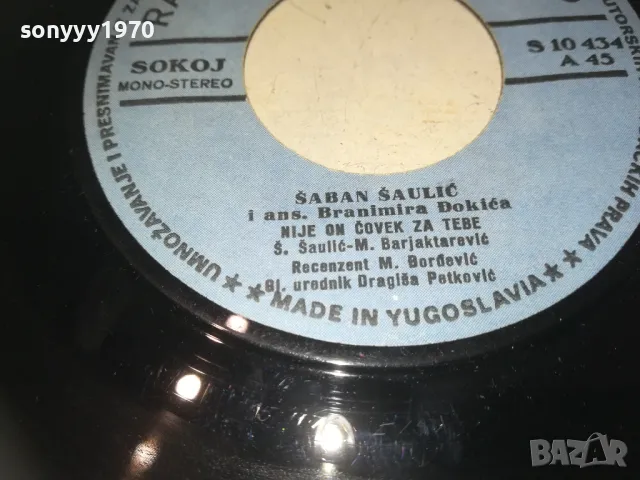 sonyyy1970
SOKOJ
MONO-STEREO
S 10 434
A 45
ŠABAN ŠAULIĆ
i ans. Branimira Đokića
NIJE ON ČOVEK ZA TEBE
Š. Šaulić-M. Barjaktarević
Recenzent M. Đorđević
Gl. urednik Dragiša Petković
UMNOŽAVANJE I PRESNIMAVANJE ZA
PRAVA
★★ MADE IN YUGOSLAVIA ★★
BAZAR